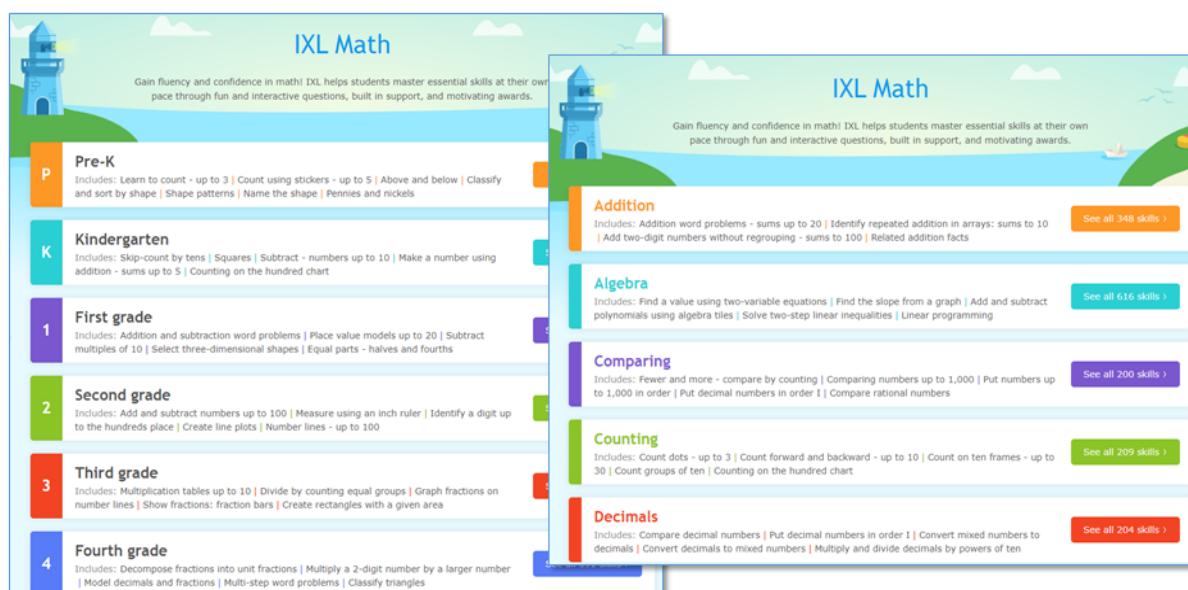 IXL Math
Gain fluency and confidence in math! IXL helps students master essential skills at their own
pace through fun and interactive questions, built in support, and motivating awards.
P
Pre-K
Includes: Learn to count - up to 3 | Count using stickers - up to 5 | Above and below | Classify
and sort by shape | Shape patterns | Name the shape | Pennies and nickels
K
Kindergarten
Includes: Skip-count by tens | Squares | Subtract - numbers up to 10 | Make a number using
addition - sums up to 5 | Counting on the hundred chart
1
First grade
Includes: Addition and subtraction word problems | Place value models up to 20 | Subtract
multiples of 10 | Select three-dimensional shapes | Equal parts - halves and fourths
2
Second grade
Includes: Add and subtract numbers up to 100 | Measure using an inch ruler | Identify a digit up
to the hundreds place | Create line plots | Number lines - up to 100
3
Third grade
Includes: Multiplication tables up to 10 | Divide by counting equal groups | Graph fractions on
number lines | Show fractions: fraction bars | Create rectangles with a given area
4
Fourth grade
Includes: Decompose fractions into unit fractions | Multiply a 2-digit number by a larger number
| Model decimals and fractions | Multi-step word problems | Classify triangles
IXL Math
Gain fluency and confidence in math! IXL helps students master essential skills at their own
pace through fun and interactive questions, built in support, and motivating awards.
Addition
Includes: Addition word problems - sums up to 20 | Identify repeated addition in arrays: sums to 10
| Add two-digit numbers without regrouping - sums to 100 | Related addition facts
See all 348 skills ›
Algebra
Includes: Find a value using two-variable equations | Find the slope from a graph | Add and subtract
polynomials using algebra tiles | Solve two-step linear inequalities | Linear programming
See all 616 skills ›
Comparing
Includes: Fewer and more - compare by counting | Comparing numbers up to 1,000 | Put numbers up
to 1,000 in order | Put decimal numbers in order I | Compare rational numbers
See all 200 skills ›
Counting
Includes: Count dots - up to 3 | Count forward and backward - up to 10 | Count on ten frames - up to
30 | Count groups of ten | Counting on the hundred chart
See all 209 skills ›
Decimals
Includes: Compare decimal numbers | Put decimal numbers in order I | Convert mixed numbers to
decimals | Convert decimals to mixed numbers | Multiply and divide decimals by powers of ten
See all 204 skills ›